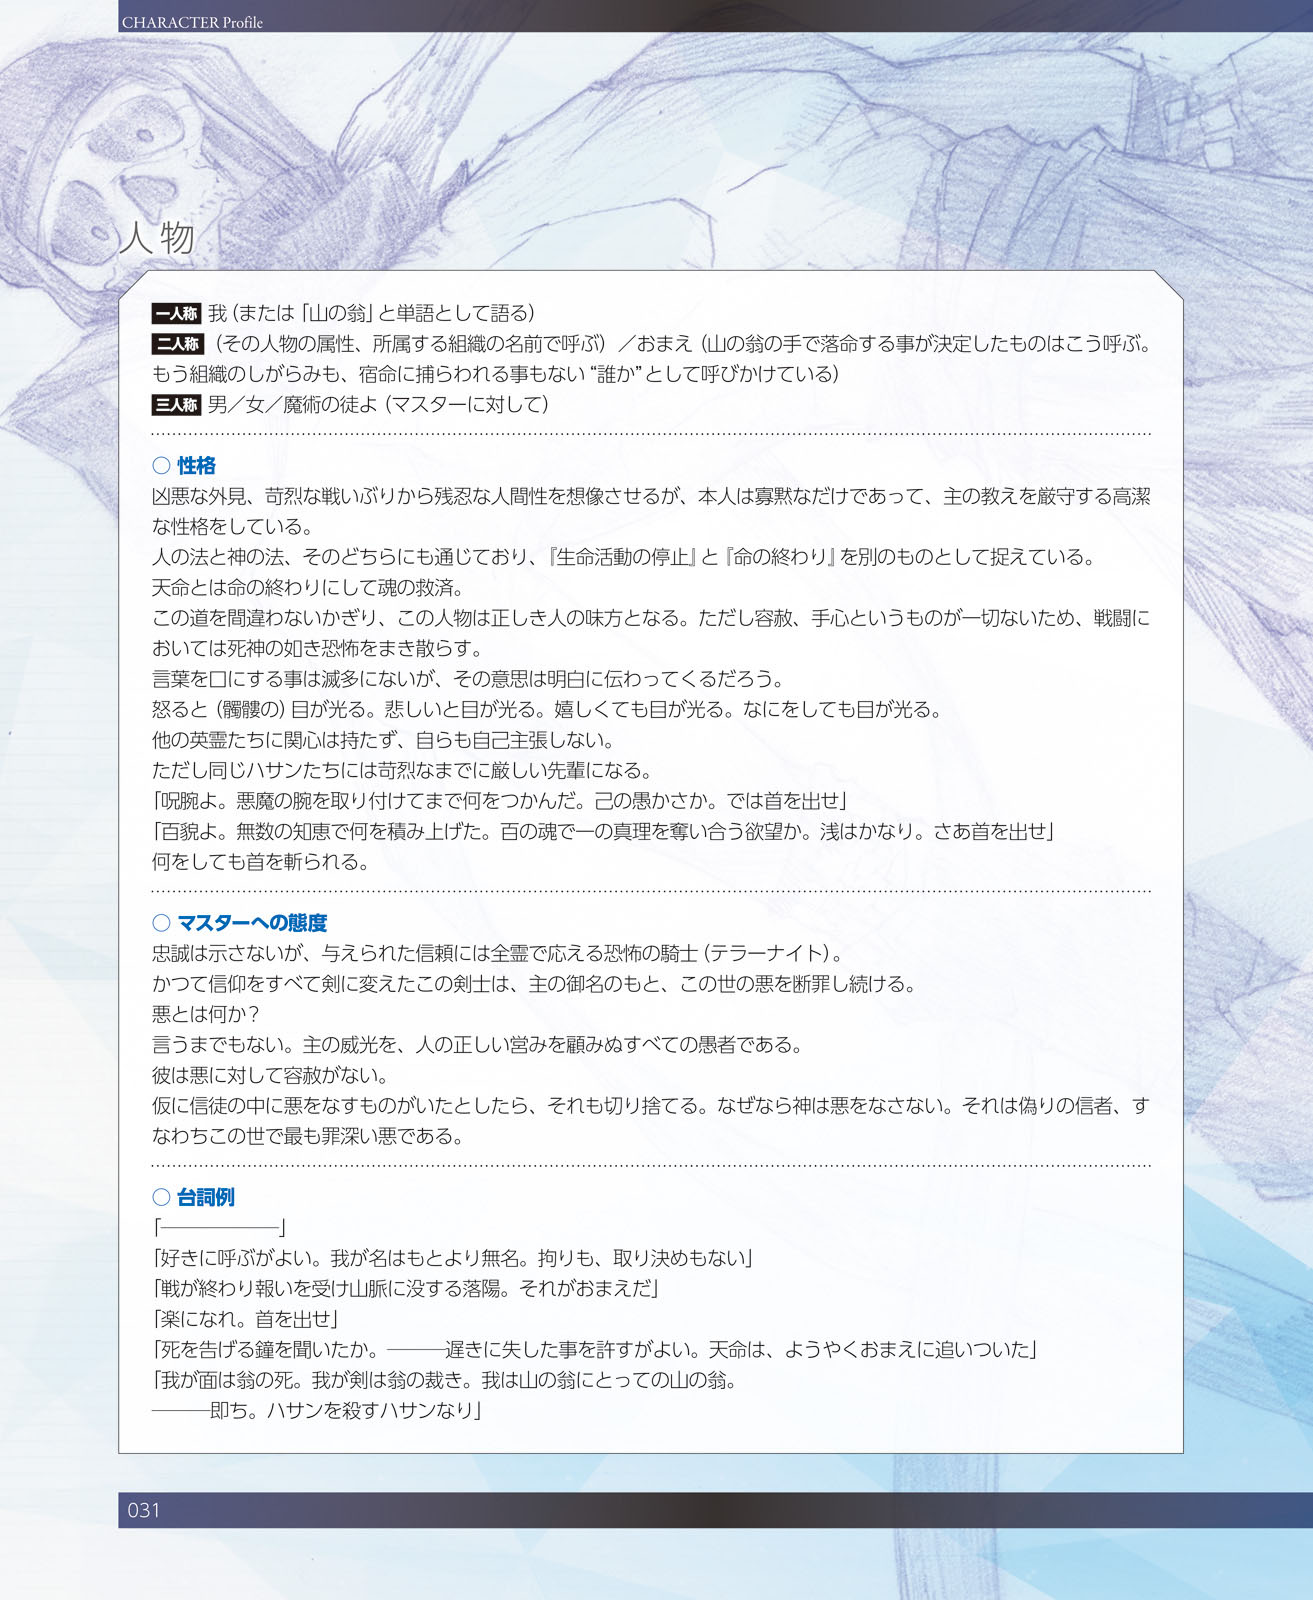 CHARACTER Profile
人物
一人称 我（または「山の翁」と単語として語る）
二人称 （その人物の属性、所属する組織の名前で呼ぶ）／おまえ（山の翁の手で落命する事が決定したものはこう呼ぶ。
もう組織のしがらみも、宿命に捕らわれる事もない“誰か”として呼びかけている）
三人称 男／女／魔術の徒よ（マスターに対して）
○ 性格
凶悪な外見、苛烈な戦いぶりから残忍な人間性を想像させるが、本人は寡黙なだけであって、主の教えを厳守する高潔
な性格をしている。
人の法と神の法、そのどちらにも通じており、『生命活動の停止』と『命の終わり』を別のものとして捉えている。
天命とは命の終わりにして魂の救済。
この道を間違わないかぎり、この人物は正しき人の味方となる。ただし容赦、手心というものが一切ないため、戦闘に
おいては死神の如き恐怖をまき散らす。
言葉を口にする事は滅多にないが、その意思は明白に伝わってくるだろう。
怒ると（髑髏の）目が光る。悲しいと目が光る。嬉しくても目が光る。なにをしても目が光る。
他の英霊たちに関心は持たず、自らも自己主張しない。
ただし同じハサンたちには苛烈なまでに厳しい先輩になる。
「呪腕よ。悪魔の腕を取り付けてまで何をつかんだ。己の愚かさか。では首を出せ」
「百貌よ。無数の知恵で何を積み上げた。百の魂で一の真理を奪い合う欲望か。浅はかなり。さあ首を出せ」
何をしても首を斬られる。
○ マスターへの態度
忠誠は示さないが、与えられた信頼には全霊で応える恐怖の騎士（テラーナイト）。
かつて信仰をすべて剣に変えたこの剣士は、主の御名のもと、この世の悪を断罪し続ける。
悪とは何か？
言うまでもない。主の威光を、人の正しい営みを顧みぬすべての愚者である。
彼は悪に対して容赦がない。
仮に信徒の中に悪をなすものがいたとしたら、それも切り捨てる。なぜなら神は悪をなさない。それは偽りの信者、す
なわちこの世で最も罪深い悪である。
○ 台詞例
「――――――」
「好きに呼ぶがよい。我が名はもとより無名。拘りも、取り決めもない」
「戦が終わり報いを受け山脈に没する落陽。それがおまえだ」
「楽になれ。首を出せ」
「死を告げる鐘を聞いたか。―――遅きに失した事を許すがよい。天命は、ようやくおまえに追いついた」
「我が面は翁の死。我が剣は翁の裁き。我は山の翁にとっての山の翁。
―――即ち。ハサンを殺すハサンなり」
031